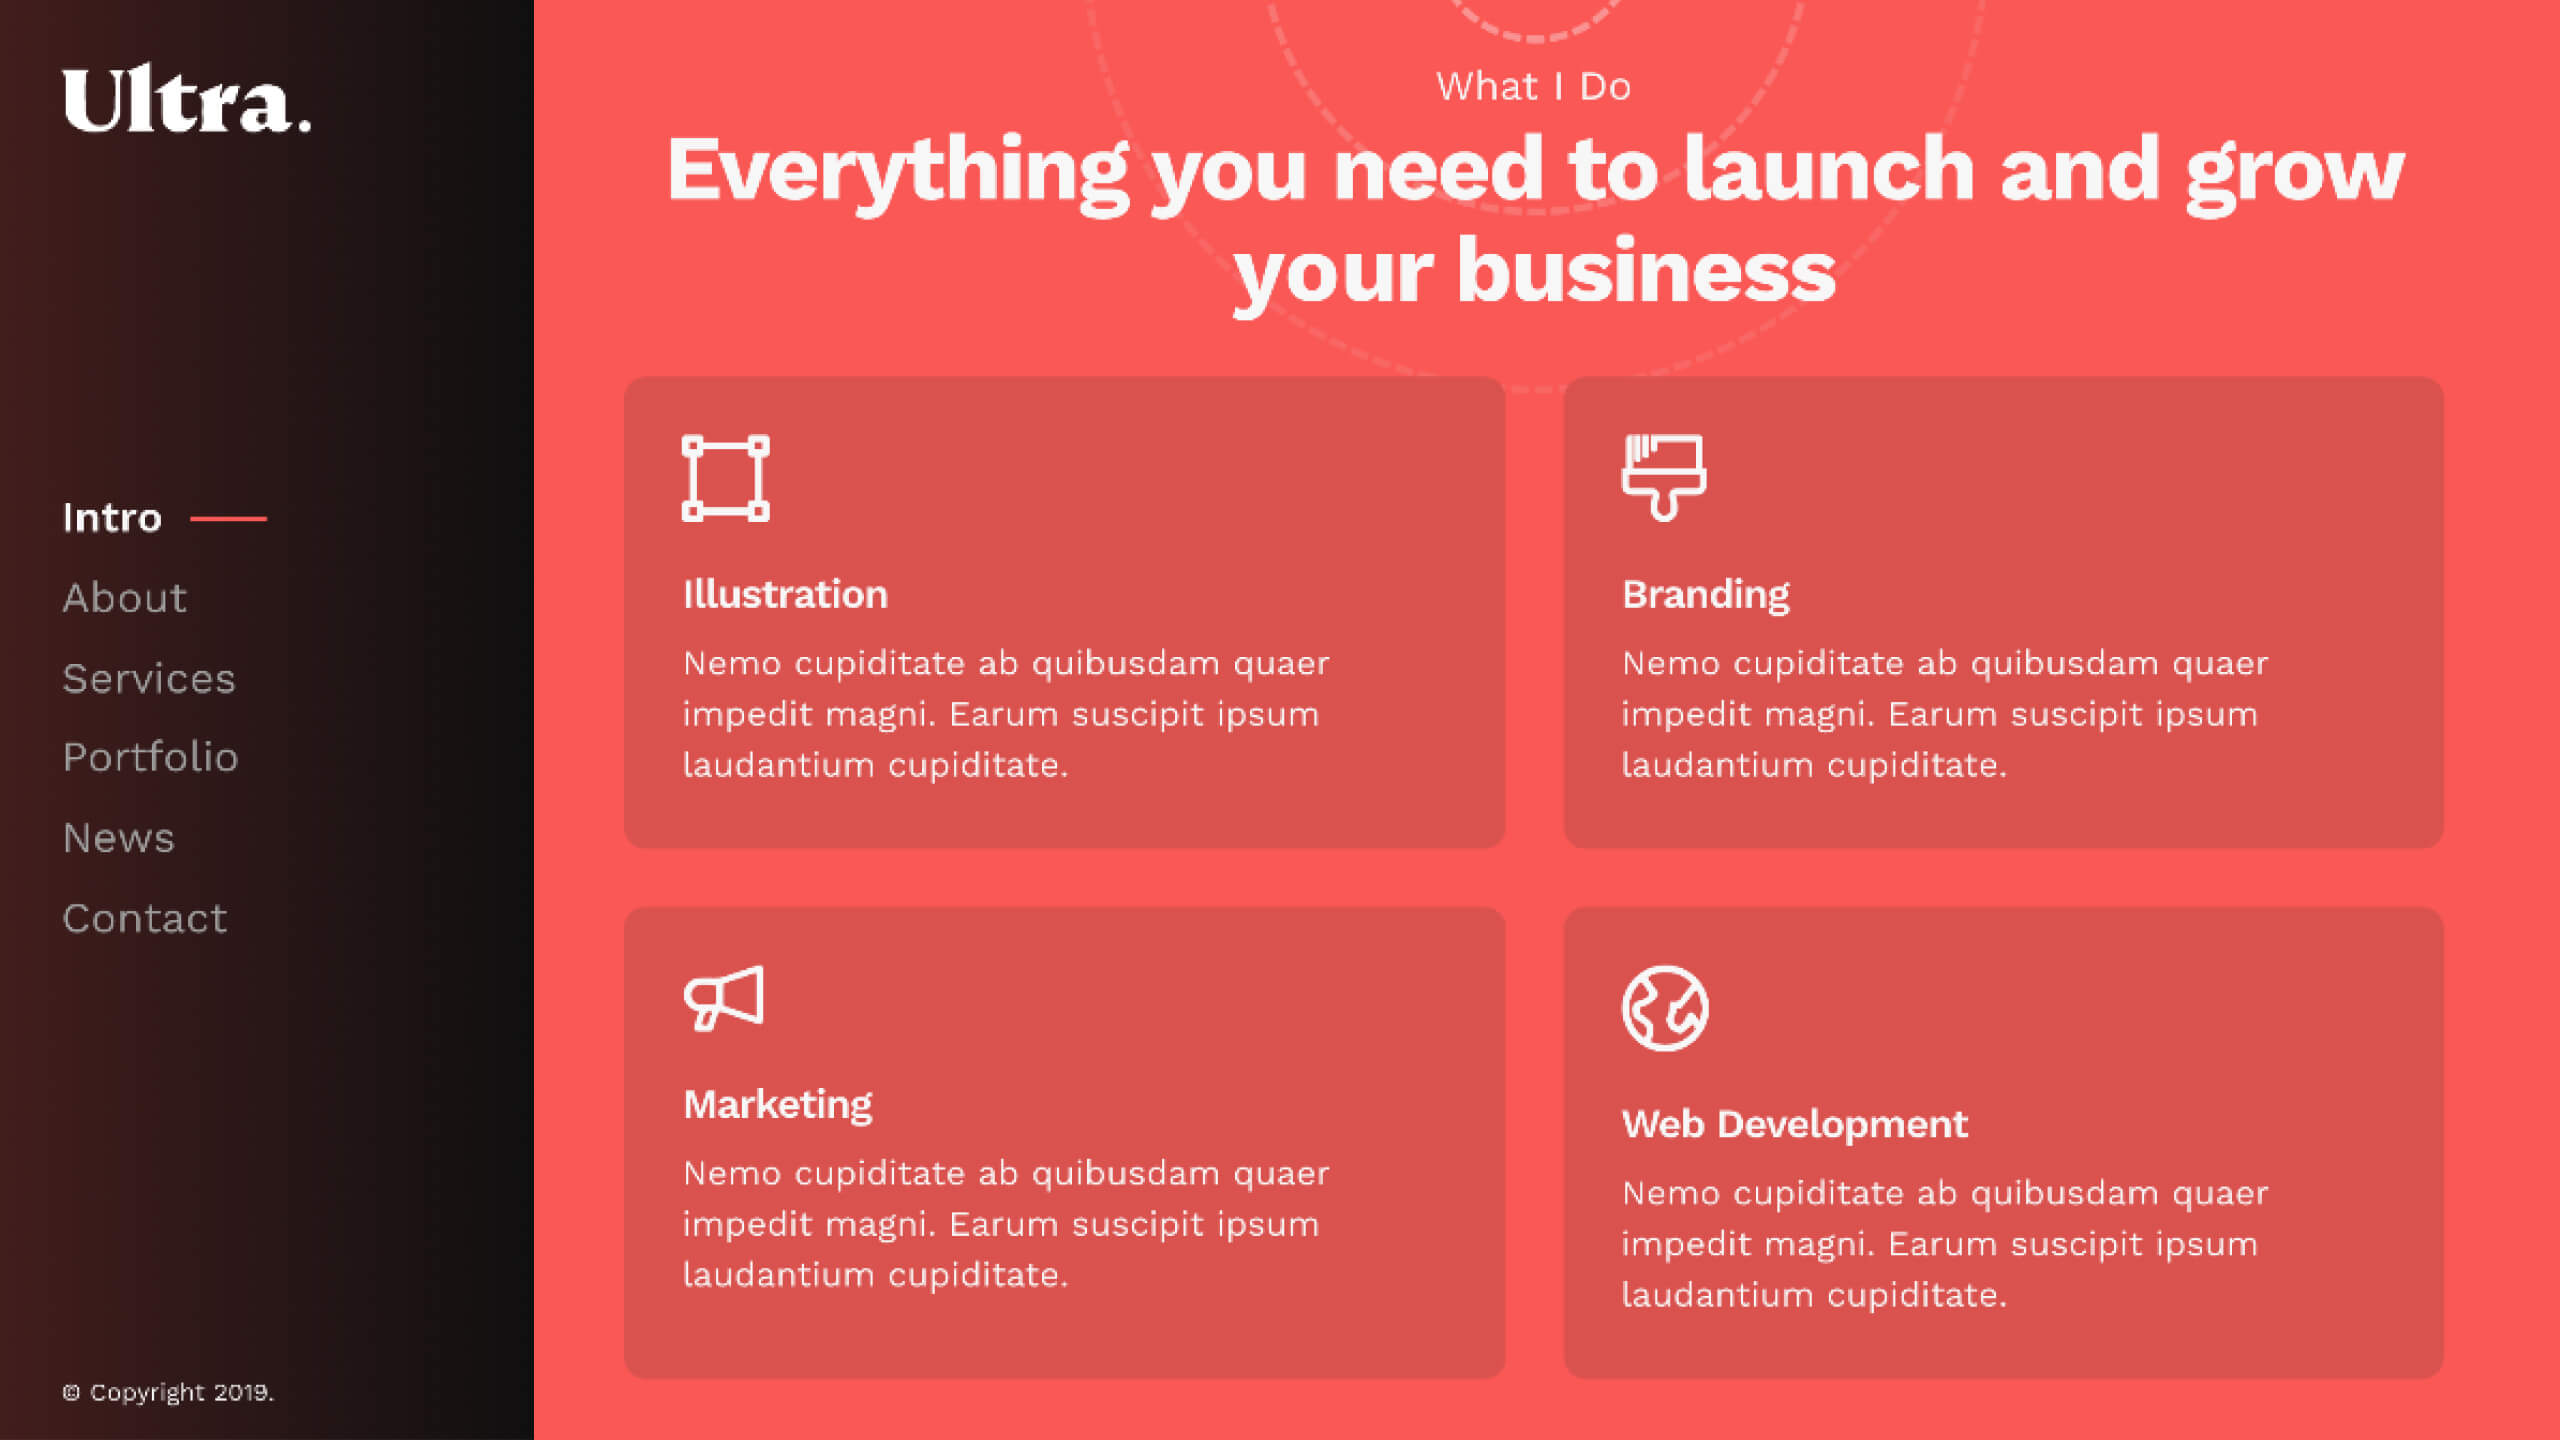 Ultra.
Intro
About
Services
Portfolio
News
Contact
© Copyright 2019.
What I Do
Everything you need to launch and grow
your business
Illustration
Nemo cupiditate ab quibusdam quaer
impedit magni. Earum suscipit ipsum
laudantium cupiditate.
Branding
Nemo cupiditate ab quibusdam quaer
impedit magni. Earum suscipit ipsum
laudantium cupiditate.
Marketing
Nemo cupiditate ab quibusdam quaer
impedit magni. Earum suscipit ipsum
laudantium cupiditate.
Web Development
Nemo cupiditate ab quibusdam quaer
impedit magni. Earum suscipit ipsum
laudantium cupiditate.